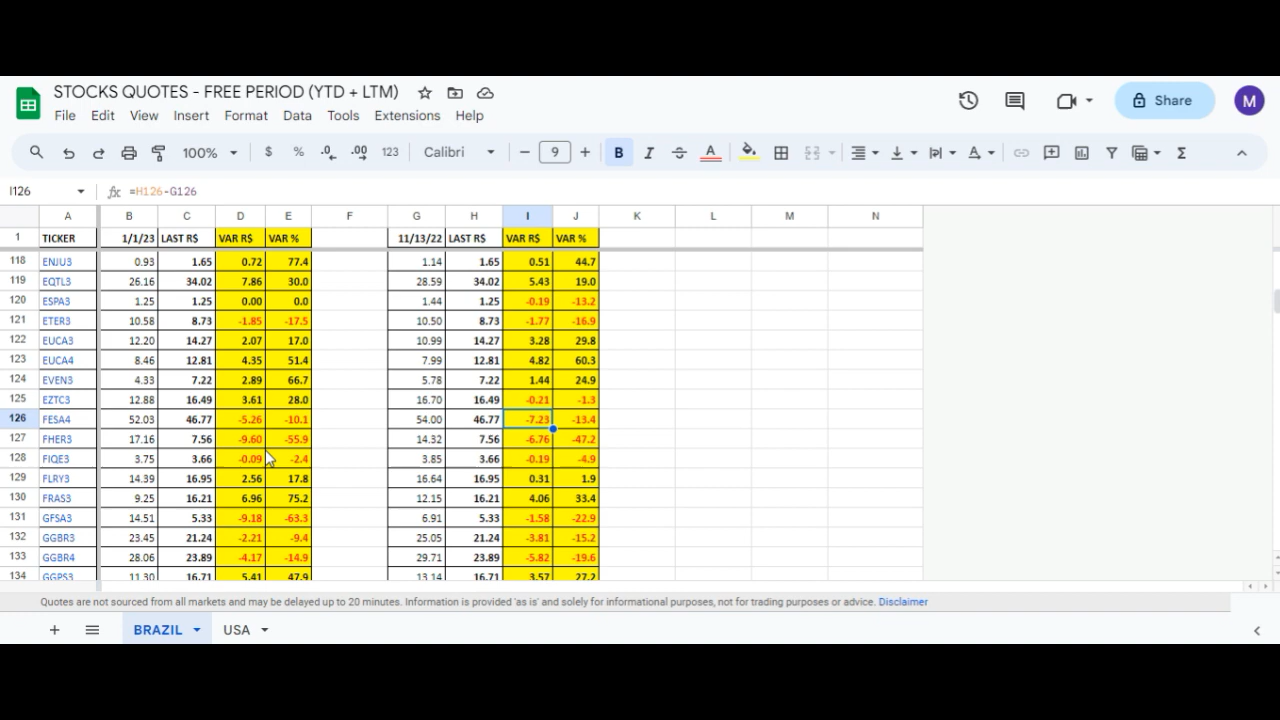 STOCKS QUOTES - FREE PERIOD (YTD + LTM)
File Edit View Insert Format Data Tools Extensions Help
Share M
100% $ % .0 .00 123 Calibri 9 B I A A Σ
I126 fx =H126-G126
A B C D E F G H I J K L M N
1 TICKER 1/1/23 LAST R$ VAR R$ VAR % 11/13/22 LAST R$ VAR R$ VAR %
118 ENJU3 0.93 1.65 0.72 77.4 1.14 1.65 0.51 44.7
119 EQTL3 26.16 34.02 7.86 30.0 28.59 34.02 5.43 19.0
120 ESPA3 1.25 1.25 0.00 0.0 1.44 1.25 -0.19 -13.2
121 ETER3 10.58 8.73 -1.85 -17.5 10.50 8.73 -1.77 -16.9
122 EUCA3 12.20 14.27 2.07 17.0 10.99 14.27 3.28 29.8
123 EUCA4 8.46 12.81 4.35 51.4 7.99 12.81 4.82 60.3
124 EVEN3 4.33 7.22 2.89 66.7 5.78 7.22 1.44 24.9
125 EZTC3 12.88 16.49 3.61 28.0 16.70 16.49 -0.21 -1.3
126 FESA4 52.03 46.77 -5.26 -10.1 54.00 46.77 -7.23 -13.4
127 FHER3 17.16 7.56 -9.60 -55.9 14.32 7.56 -6.76 -47.2
128 FIQE3 3.75 3.66 -0.09 -2.4 3.85 3.66 -0.19 -4.9
129 FLRY3 14.39 16.95 2.56 17.8 16.64 16.95 0.31 1.9
130 FRAS3 9.25 16.21 6.96 75.2 12.15 16.21 4.06 33.4
131 GFSA3 14.51 5.33 -9.18 -63.3 6.91 5.33 -1.58 -22.9
132 GGBR3 23.45 21.24 -2.21 -9.4 25.05 21.24 -3.81 -15.2
133 GGBR4 28.06 23.89 -4.17 -14.9 29.71 23.89 -5.82 -19.6
134 GGPS3 11.30 16.71 5.41 47.9 13.14 16.71 3.57 27.2
Quotes are not sourced from all markets and may be delayed up to 20 minutes. Information is provided 'as is' and solely for informational purposes, not for trading purposes or advice. Disclaimer
BRAZIL USA